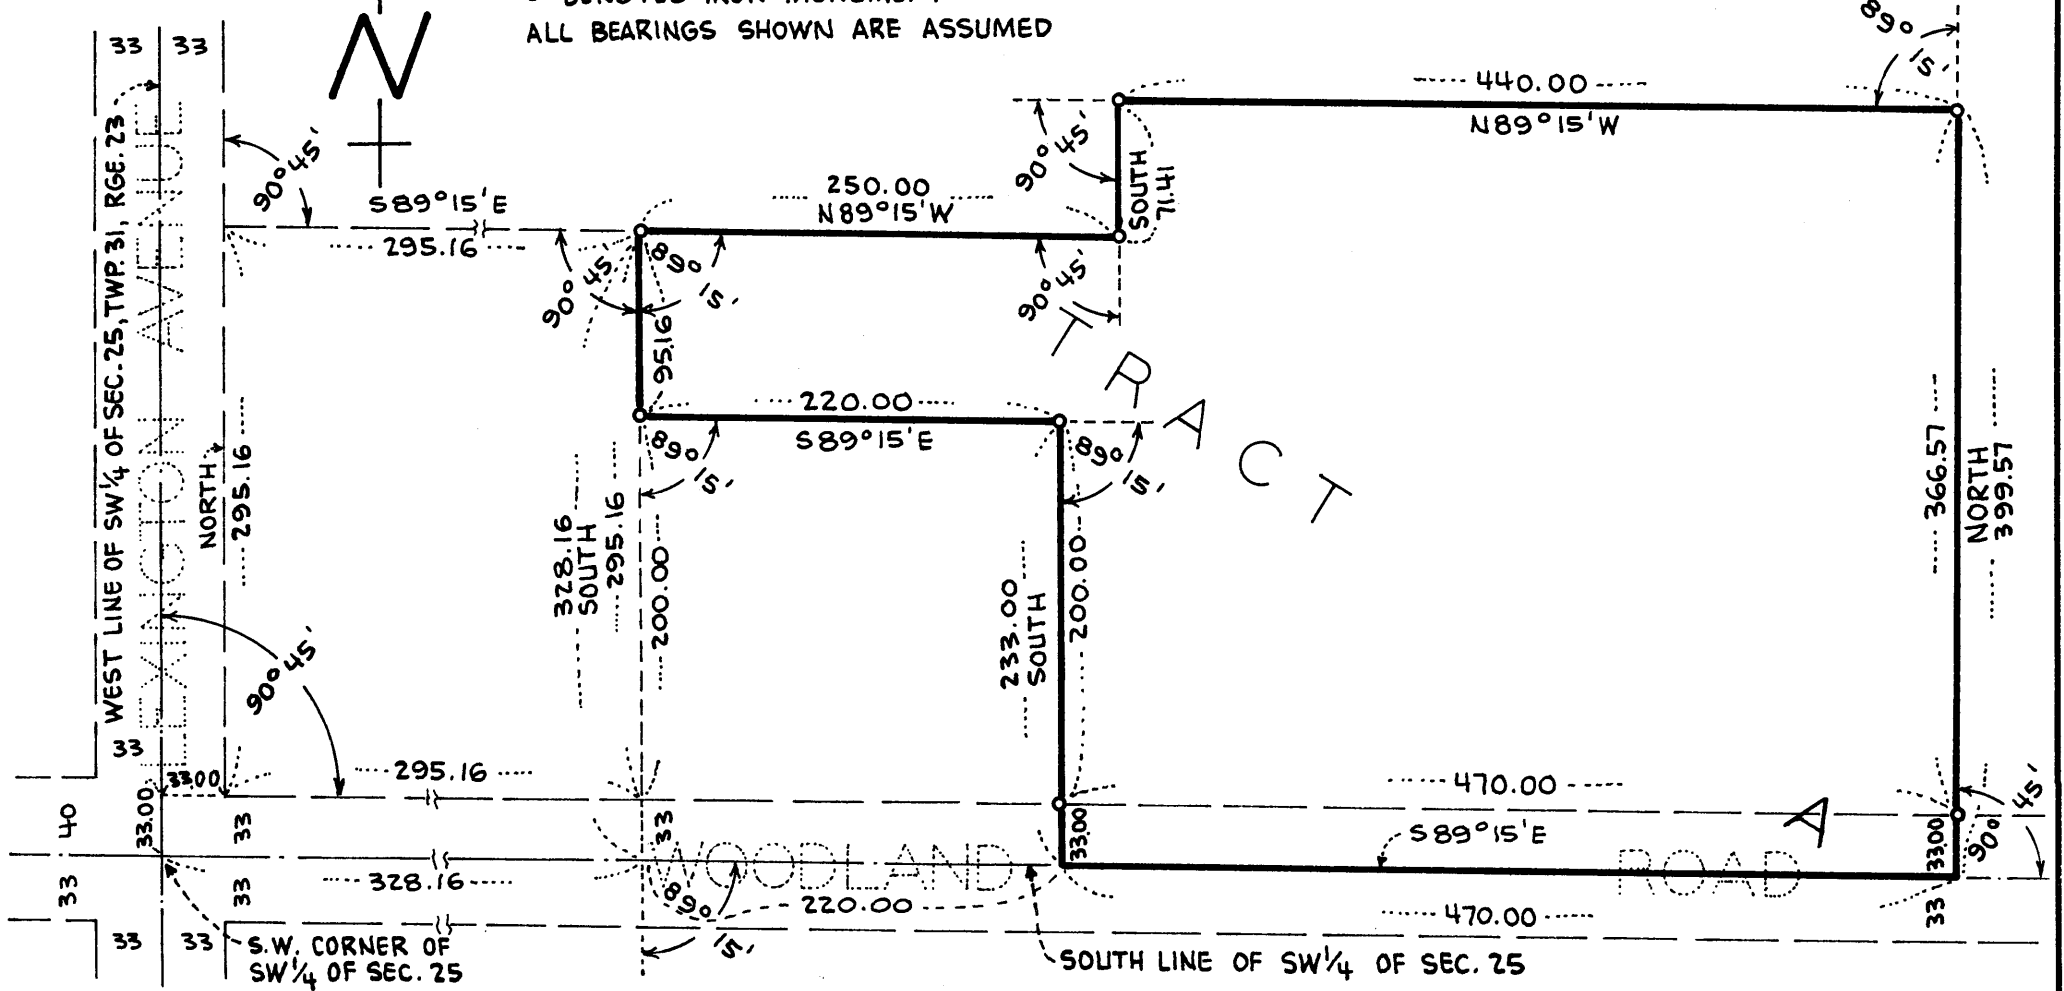 ALL BEARINGS SHOWN ARE ASSUMED
N
33
33
89°
15'
440.00
N89°15'W
90°45'
SOUTH
71.41
250.00
N89°15'W
90°45'
S89°15'E
295.16
90°45'
89°
15'
90°45'
95.16
220.00
S89°15'E
89°
15'
89°
15'
TRACT A
WEST LINE OF SW¼ OF SEC. 25, TWP. 31, RGE. 23
LEXINGTON AVENUE
NORTH
295.16
90°45'
328.16
SOUTH
295.16
200.00
233.00
SOUTH
200.00
366.57
NORTH
399.57
33
33.00
33.00
295.16
470.00
90°
45'
40
33
33
33.00
S89°15'E
33.00
WOODLAND ROAD
33
33
328.16
89°
15'
220.00
470.00
33
33
33
S.W. CORNER OF
SW¼ OF SEC. 25
SOUTH LINE OF SW¼ OF SEC. 25